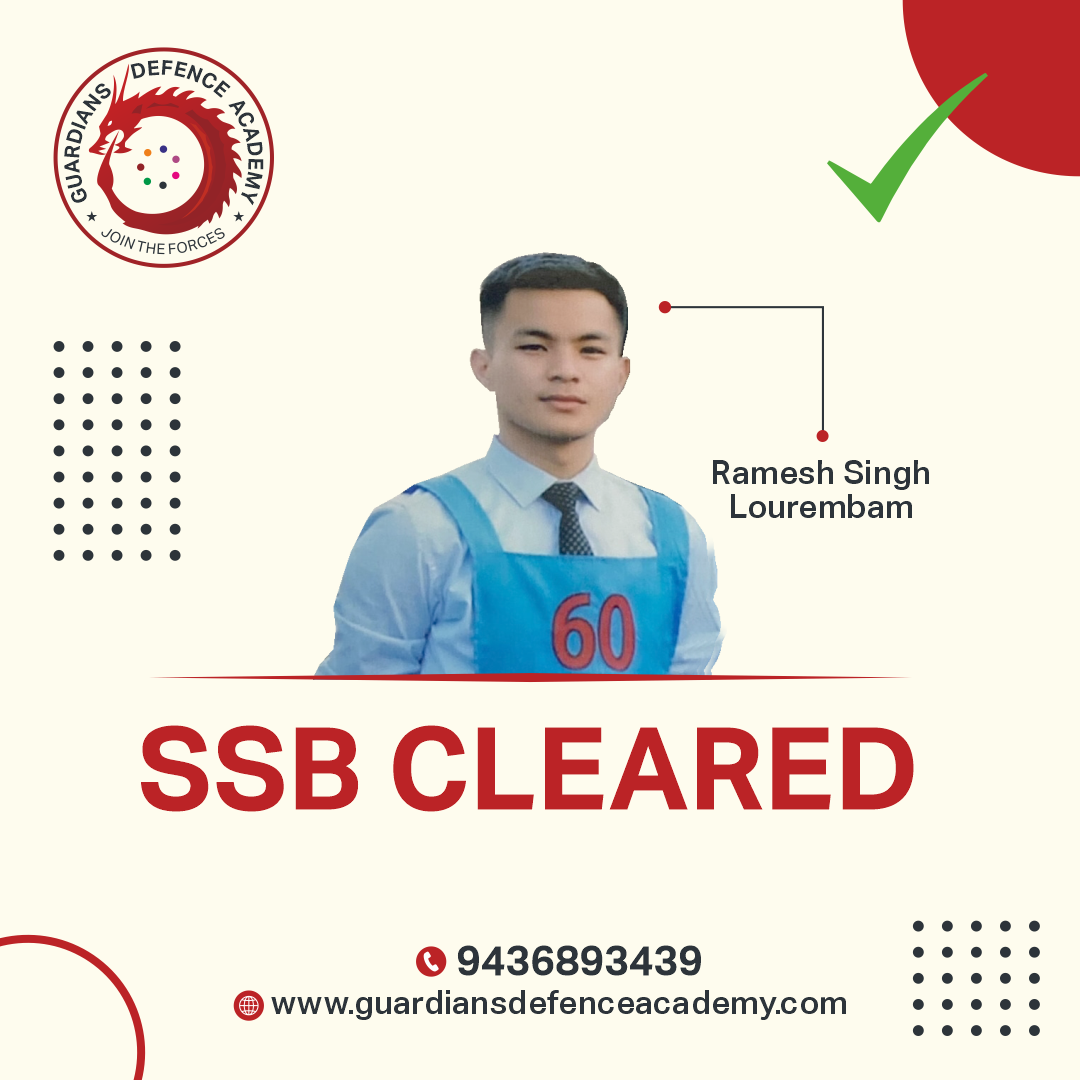 GUARDIANS DEFENCE ACADEMY
JOIN THE FORCES
Ramesh Singh
Lourembam
60
SSB CLEARED
9436893439
www.guardiansdefenceacademy.com